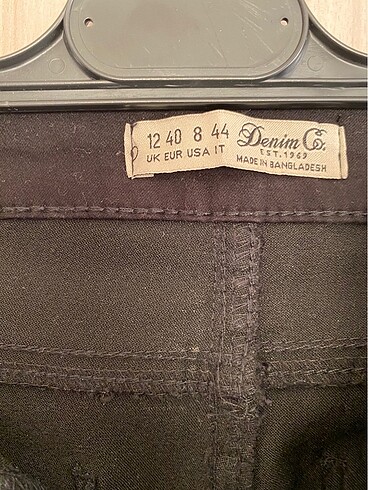 12 40 8 44
UK EUR USA IT
Denim Co.
EST. 1969
MADE IN BANGLADESH